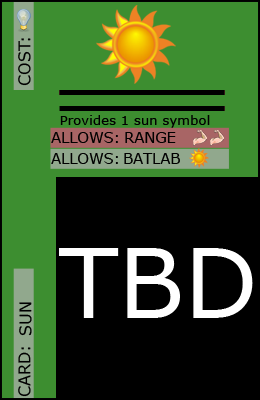 COST:
Provides 1 sun symbol
ALLOWS: RANGE
ALLOWS: BATLAB
TBD
CARD: SUN